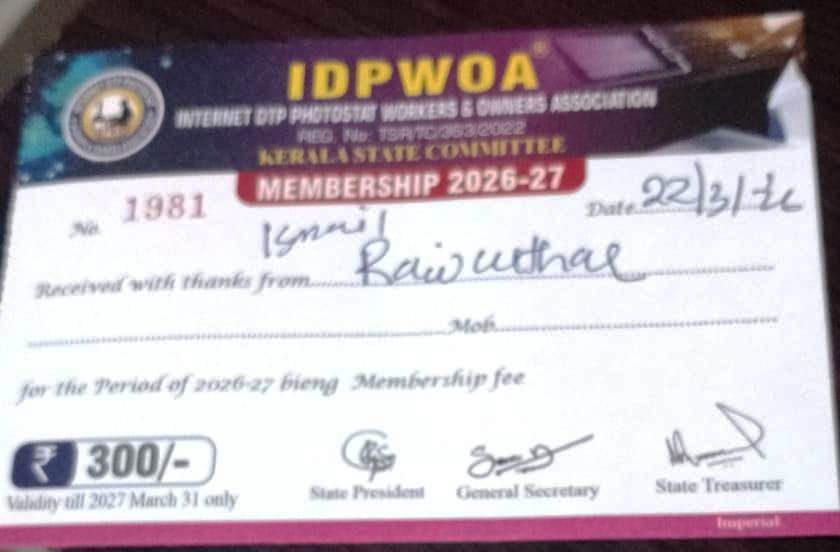 IDPWOA®
INTERNET DTP PHOTOSTAT WORKERS & OWNERS ASSOCIATION
REG. No: TSR/TC/363/2022
KERALA STATE COMMITTEE
MEMBERSHIP 2026-27
No. 1981
Date 22/3/26
Ismail
Received with thanks from Rawutthar
Mob.
for the Period of 2026-27 bieng Membership fee
₹ 300/-
Validity till 2027 March 31 only
State President General Secretary State Treasurer
Imperial